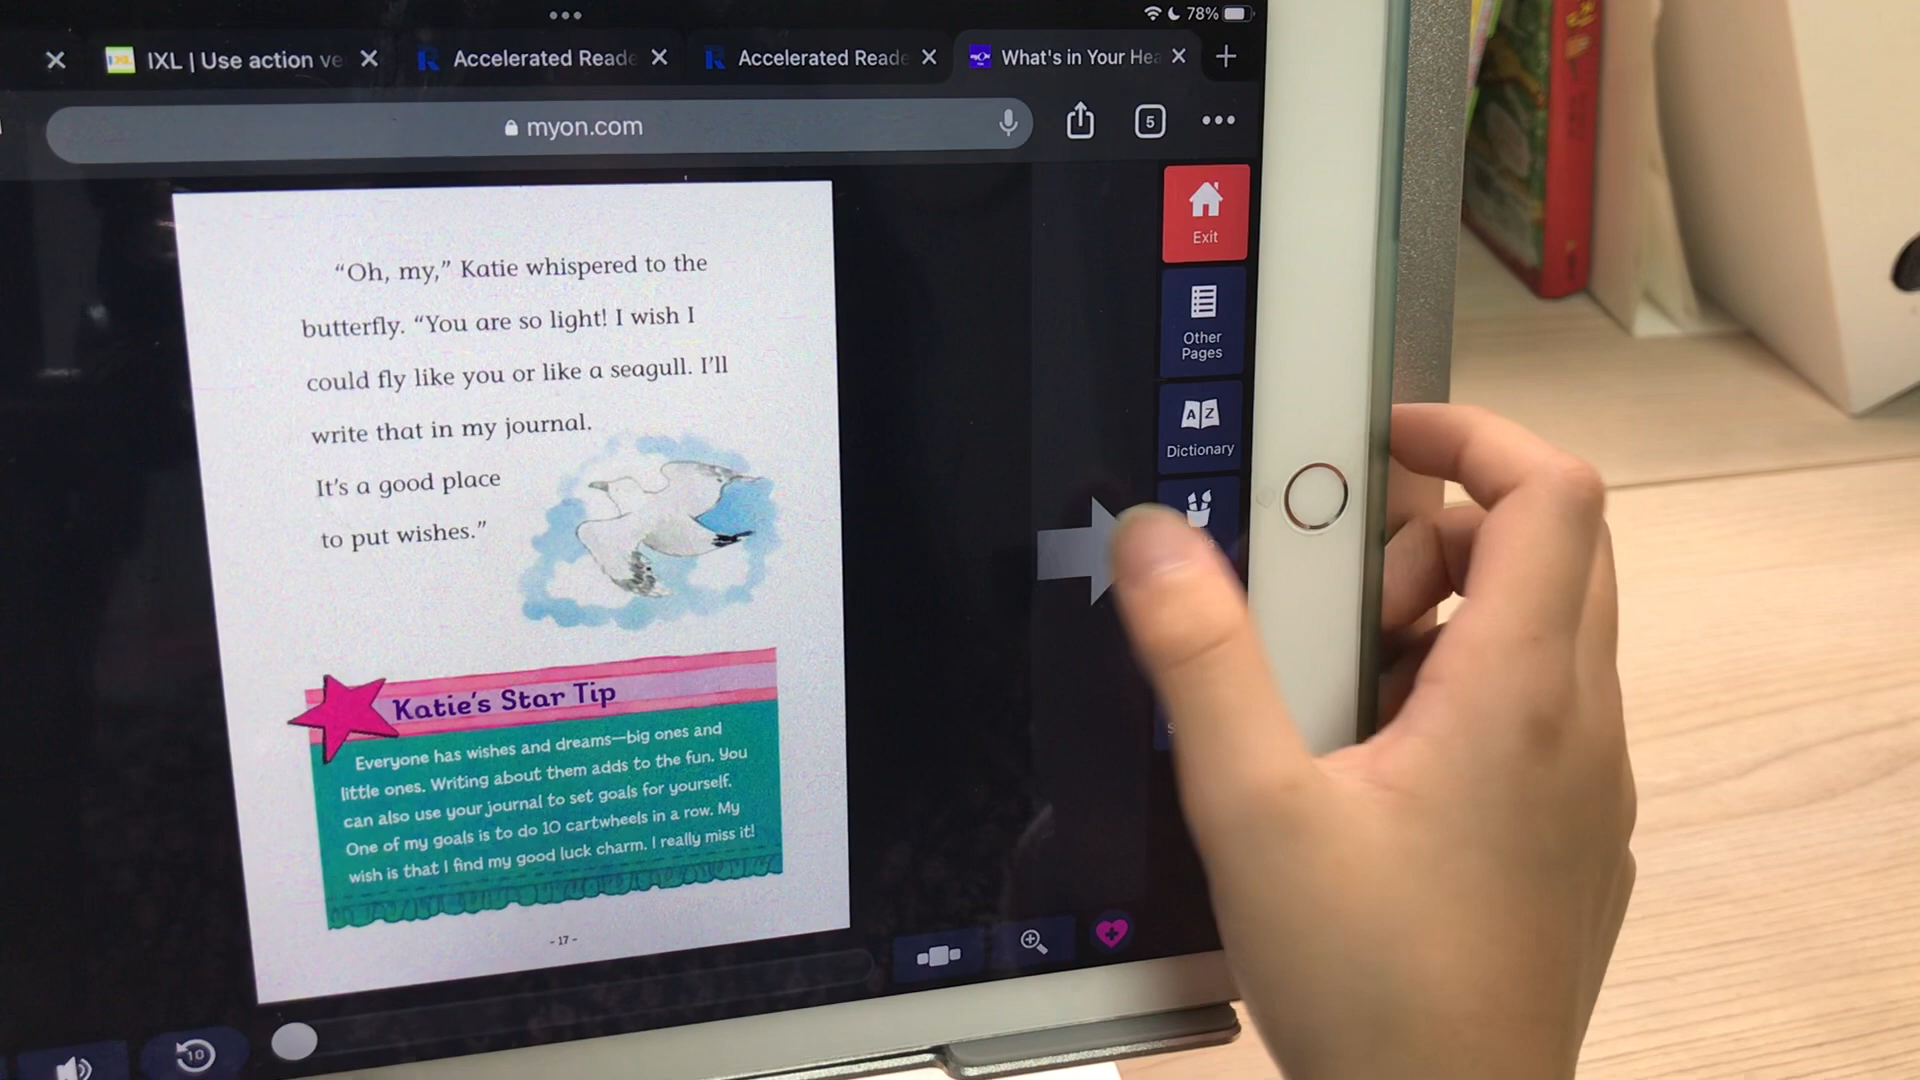 78%
IXL | Use action ve
Accelerated Reade
Accelerated Reade
What's in Your Hea
myon.com
5
Exit
Other
Pages
Dictionary
“Oh, my,” Katie whispered to the
butterfly. “You are so light! I wish I
could fly like you or like a seagull. I’ll
write that in my journal.
It’s a good place
to put wishes.”
Katie's Star Tip
Everyone has wishes and dreams—big ones and
little ones. Writing about them adds to the fun. You
can also use your journal to set goals for yourself.
One of my goals is to do 10 cartwheels in a row. My
wish is that I find my good luck charm. I really miss it!
- 17 -
10